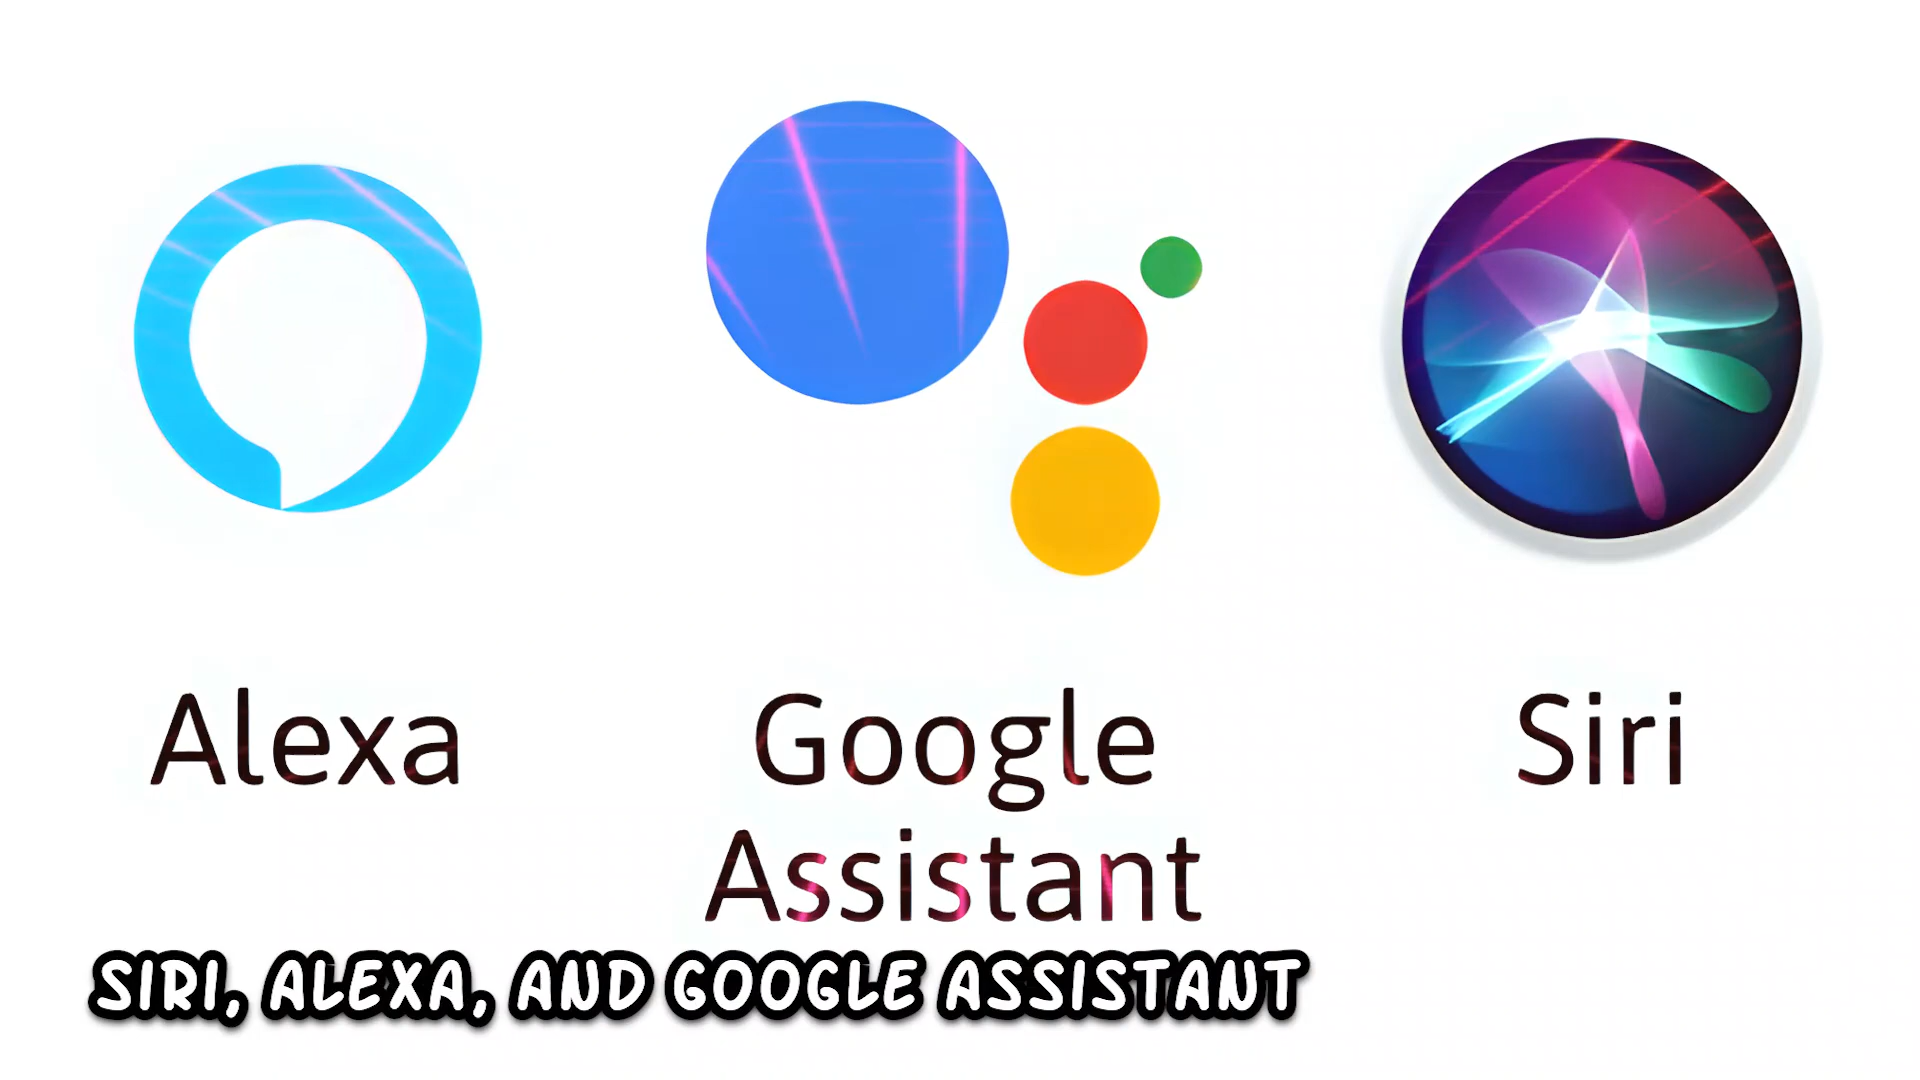 Alexa
Google
Assistant
Siri
SIRI, ALEXA, AND GOOGLE ASSISTANT